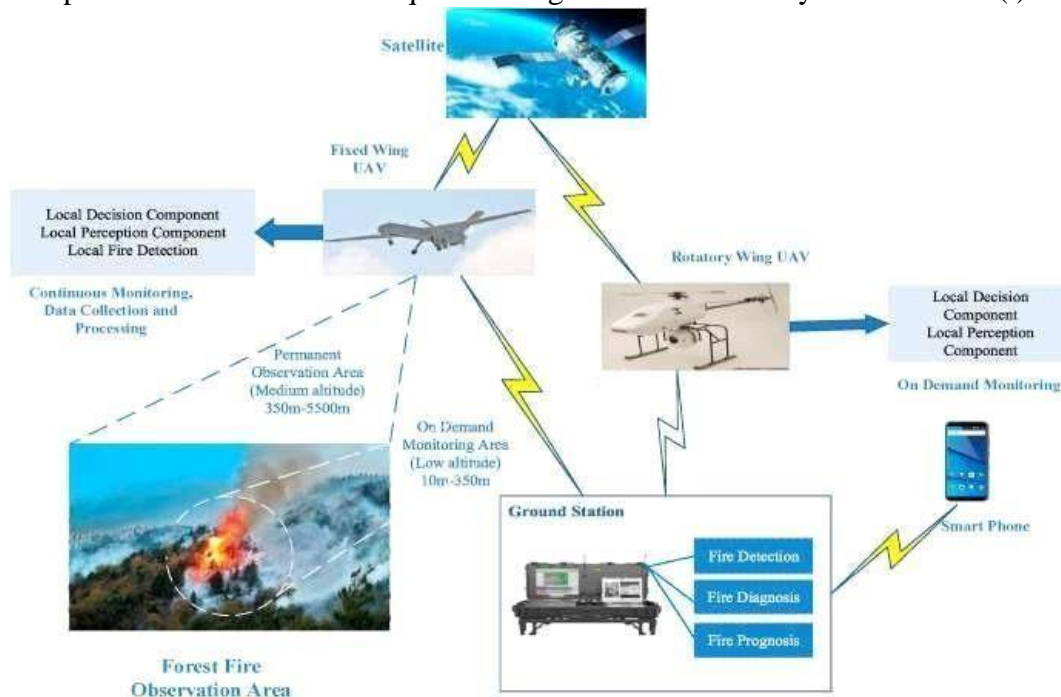 Satellite
Fixed Wing
UAV
Local Decision Component
Local Perception Component
Local Fire Detection
Continuous Monitoring,
Data Collection and
Processing
Rotatory Wing UAV
Local Decision
Component
Local Perception
Component
On Demand Monitoring
Permanent
Observation Area
(Medium altitude)
350m-5500m
On Demand
Monitoring Area
(Low altitude)
10m-350m
Ground Station
Fire Detection
Fire Diagnosis
Fire Prognosis
Smart Phone
Forest Fire
Observation Area